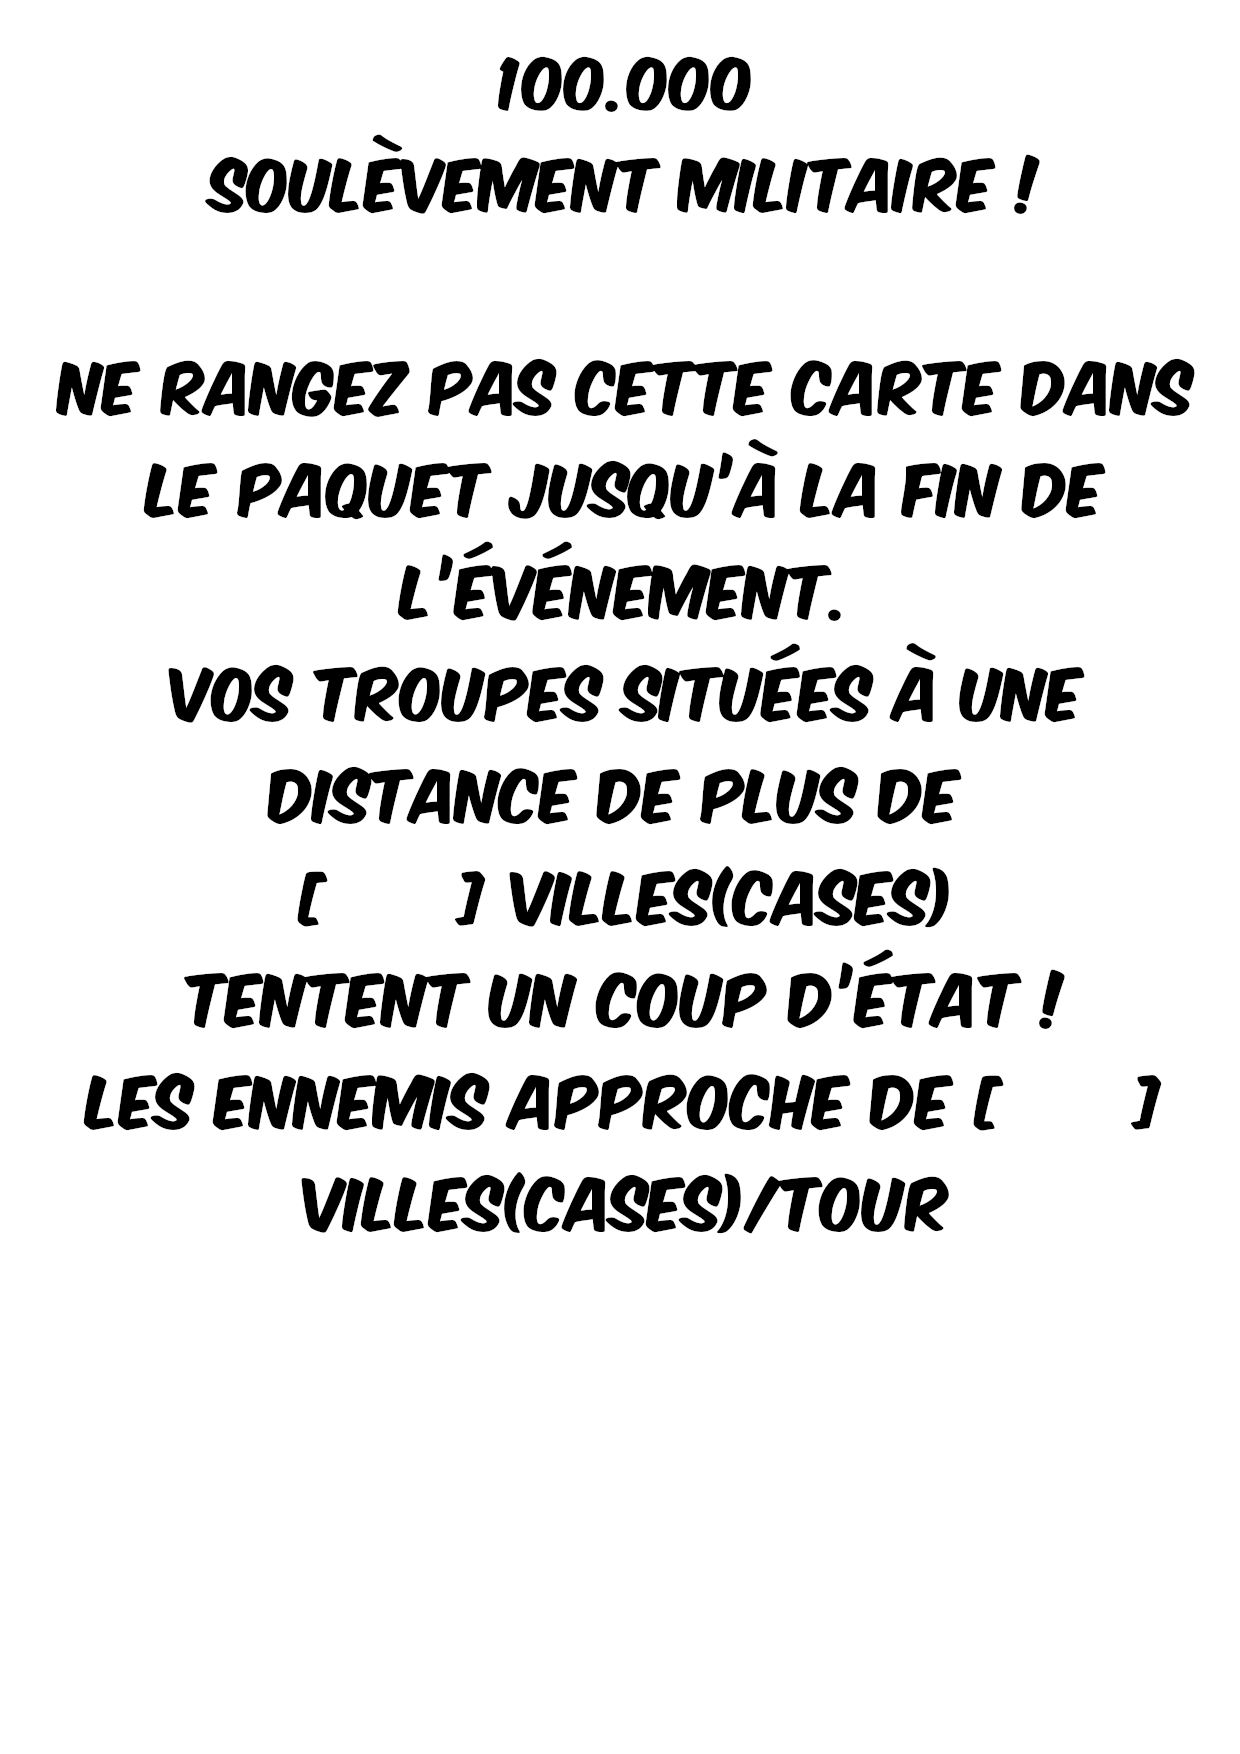 100.000
SOULÈVEMENT MILITAIRE !
NE RANGEZ PAS CETTE CARTE DANS
LE PAQUET JUSQU'À LA FIN DE
L'ÉVÉNEMENT.
VOS TROUPES SITUÉES À UNE
DISTANCE DE PLUS DE
[ ] VILLES(CASES)
TENTENT UN COUP D'ÉTAT !
LES ENNEMIS APPROCHE DE [ ]
VILLES(CASES)/TOUR